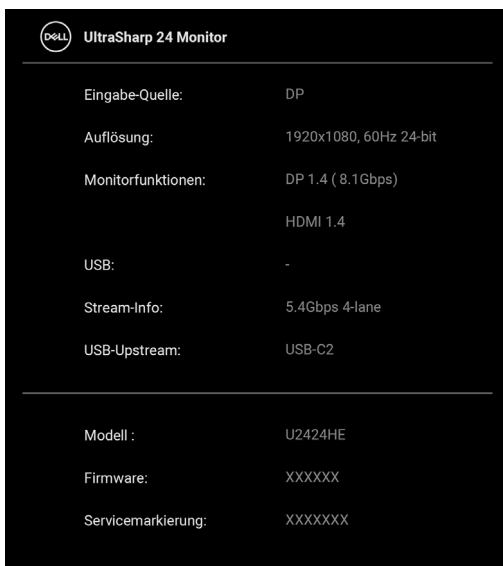 DELL UltraSharp 24 Monitor
Eingabe-Quelle: DP
Auflösung: 1920x1080, 60Hz 24-bit
Monitorfunktionen: DP 1.4 ( 8.1Gbps)
HDMI 1.4
USB: -
Stream-Info: 5.4Gbps 4-lane
USB-Upstream: USB-C2
Modell : U2424HE
Firmware: XXXXXX
Servicemarkierung: XXXXXXX